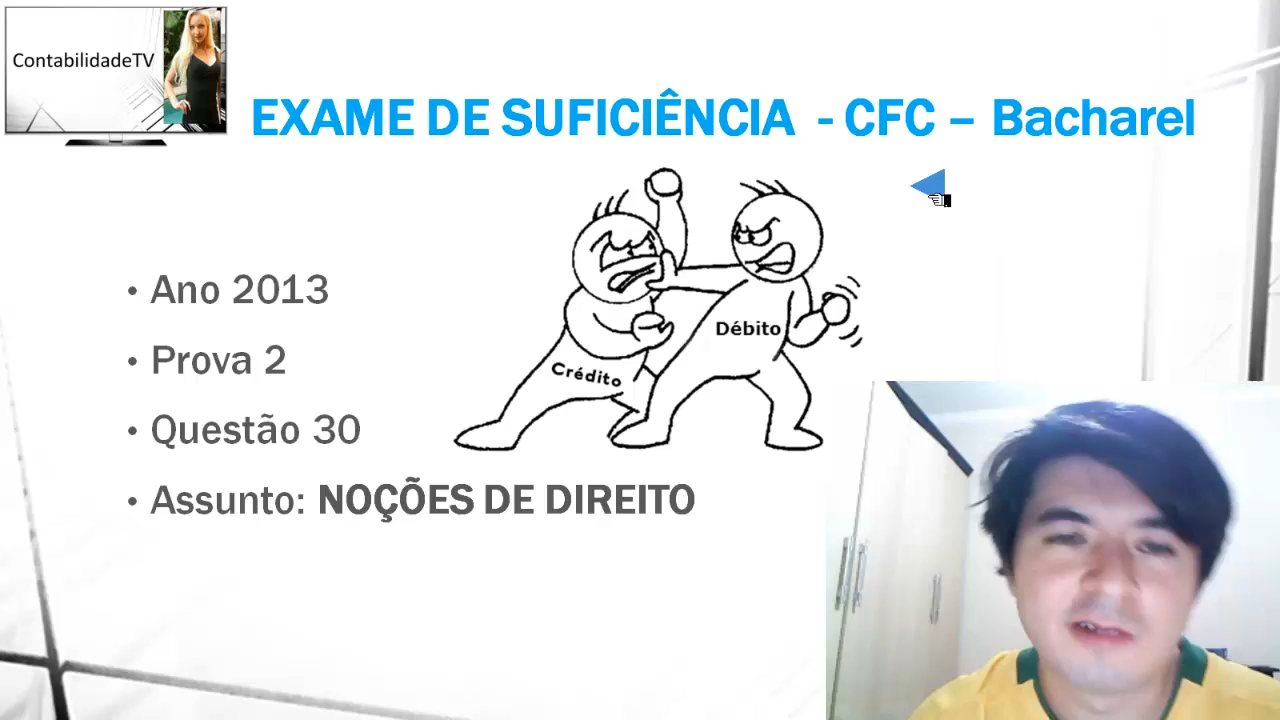 ContabilidadeTV
EXAME DE SUFICIÊNCIA - CFC – Bacharel
Débito
Crédito
• Ano 2013
• Prova 2
• Questão 30
• Assunto: NOÇÕES DE DIREITO